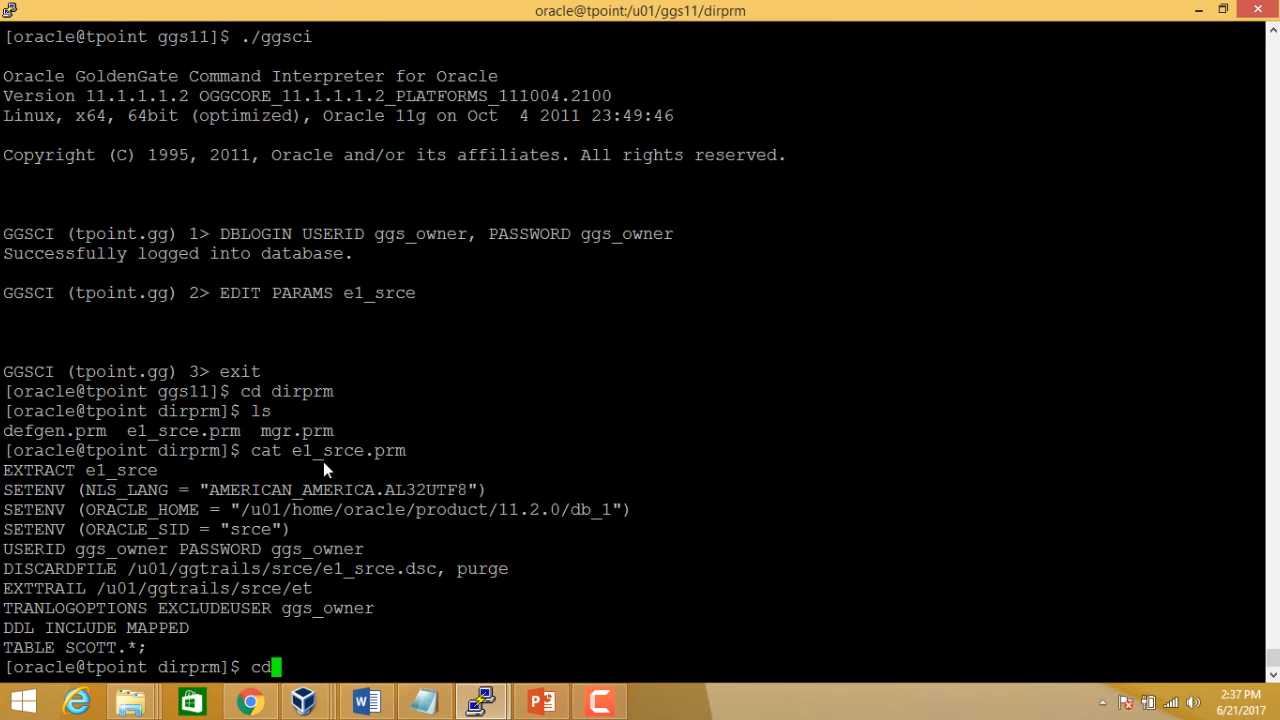 oracle@tpoint:/u01/ggs11/dirprm
[oracle@tpoint ggs11]$ ./ggsci
Oracle GoldenGate Command Interpreter for Oracle
Version 11.1.1.1.2 OGGCORE_11.1.1.1.2_PLATFORMS_111004.2100
Linux, x64, 64bit (optimized), Oracle 11g on Oct  4 2011 23:49:46
Copyright (C) 1995, 2011, Oracle and/or its affiliates. All rights reserved.
GGSCI (tpoint.gg) 1> DBLOGIN USERID ggs_owner, PASSWORD ggs_owner
Successfully logged into database.
GGSCI (tpoint.gg) 2> EDIT PARAMS e1_srce
GGSCI (tpoint.gg) 3> exit
[oracle@tpoint ggs11]$ cd dirprm
[oracle@tpoint dirprm]$ ls
defgen.prm  e1_srce.prm  mgr.prm
[oracle@tpoint dirprm]$ cat e1_srce.prm
EXTRACT e1_srce
SETENV (NLS_LANG = "AMERICAN_AMERICA.AL32UTF8")
SETENV (ORACLE_HOME = "/u01/home/oracle/product/11.2.0/db_1")
SETENV (ORACLE_SID = "srce")
USERID ggs_owner PASSWORD ggs_owner
DISCARDFILE /u01/ggtrails/srce/e1_srce.dsc, purge
EXTTRAIL /u01/ggtrails/srce/et
TRANLOGOPTIONS EXCLUDEUSER ggs_owner
DDL INCLUDE MAPPED
TABLE SCOTT.*;
[oracle@tpoint dirprm]$ cd
2:37 PM
6/21/2017